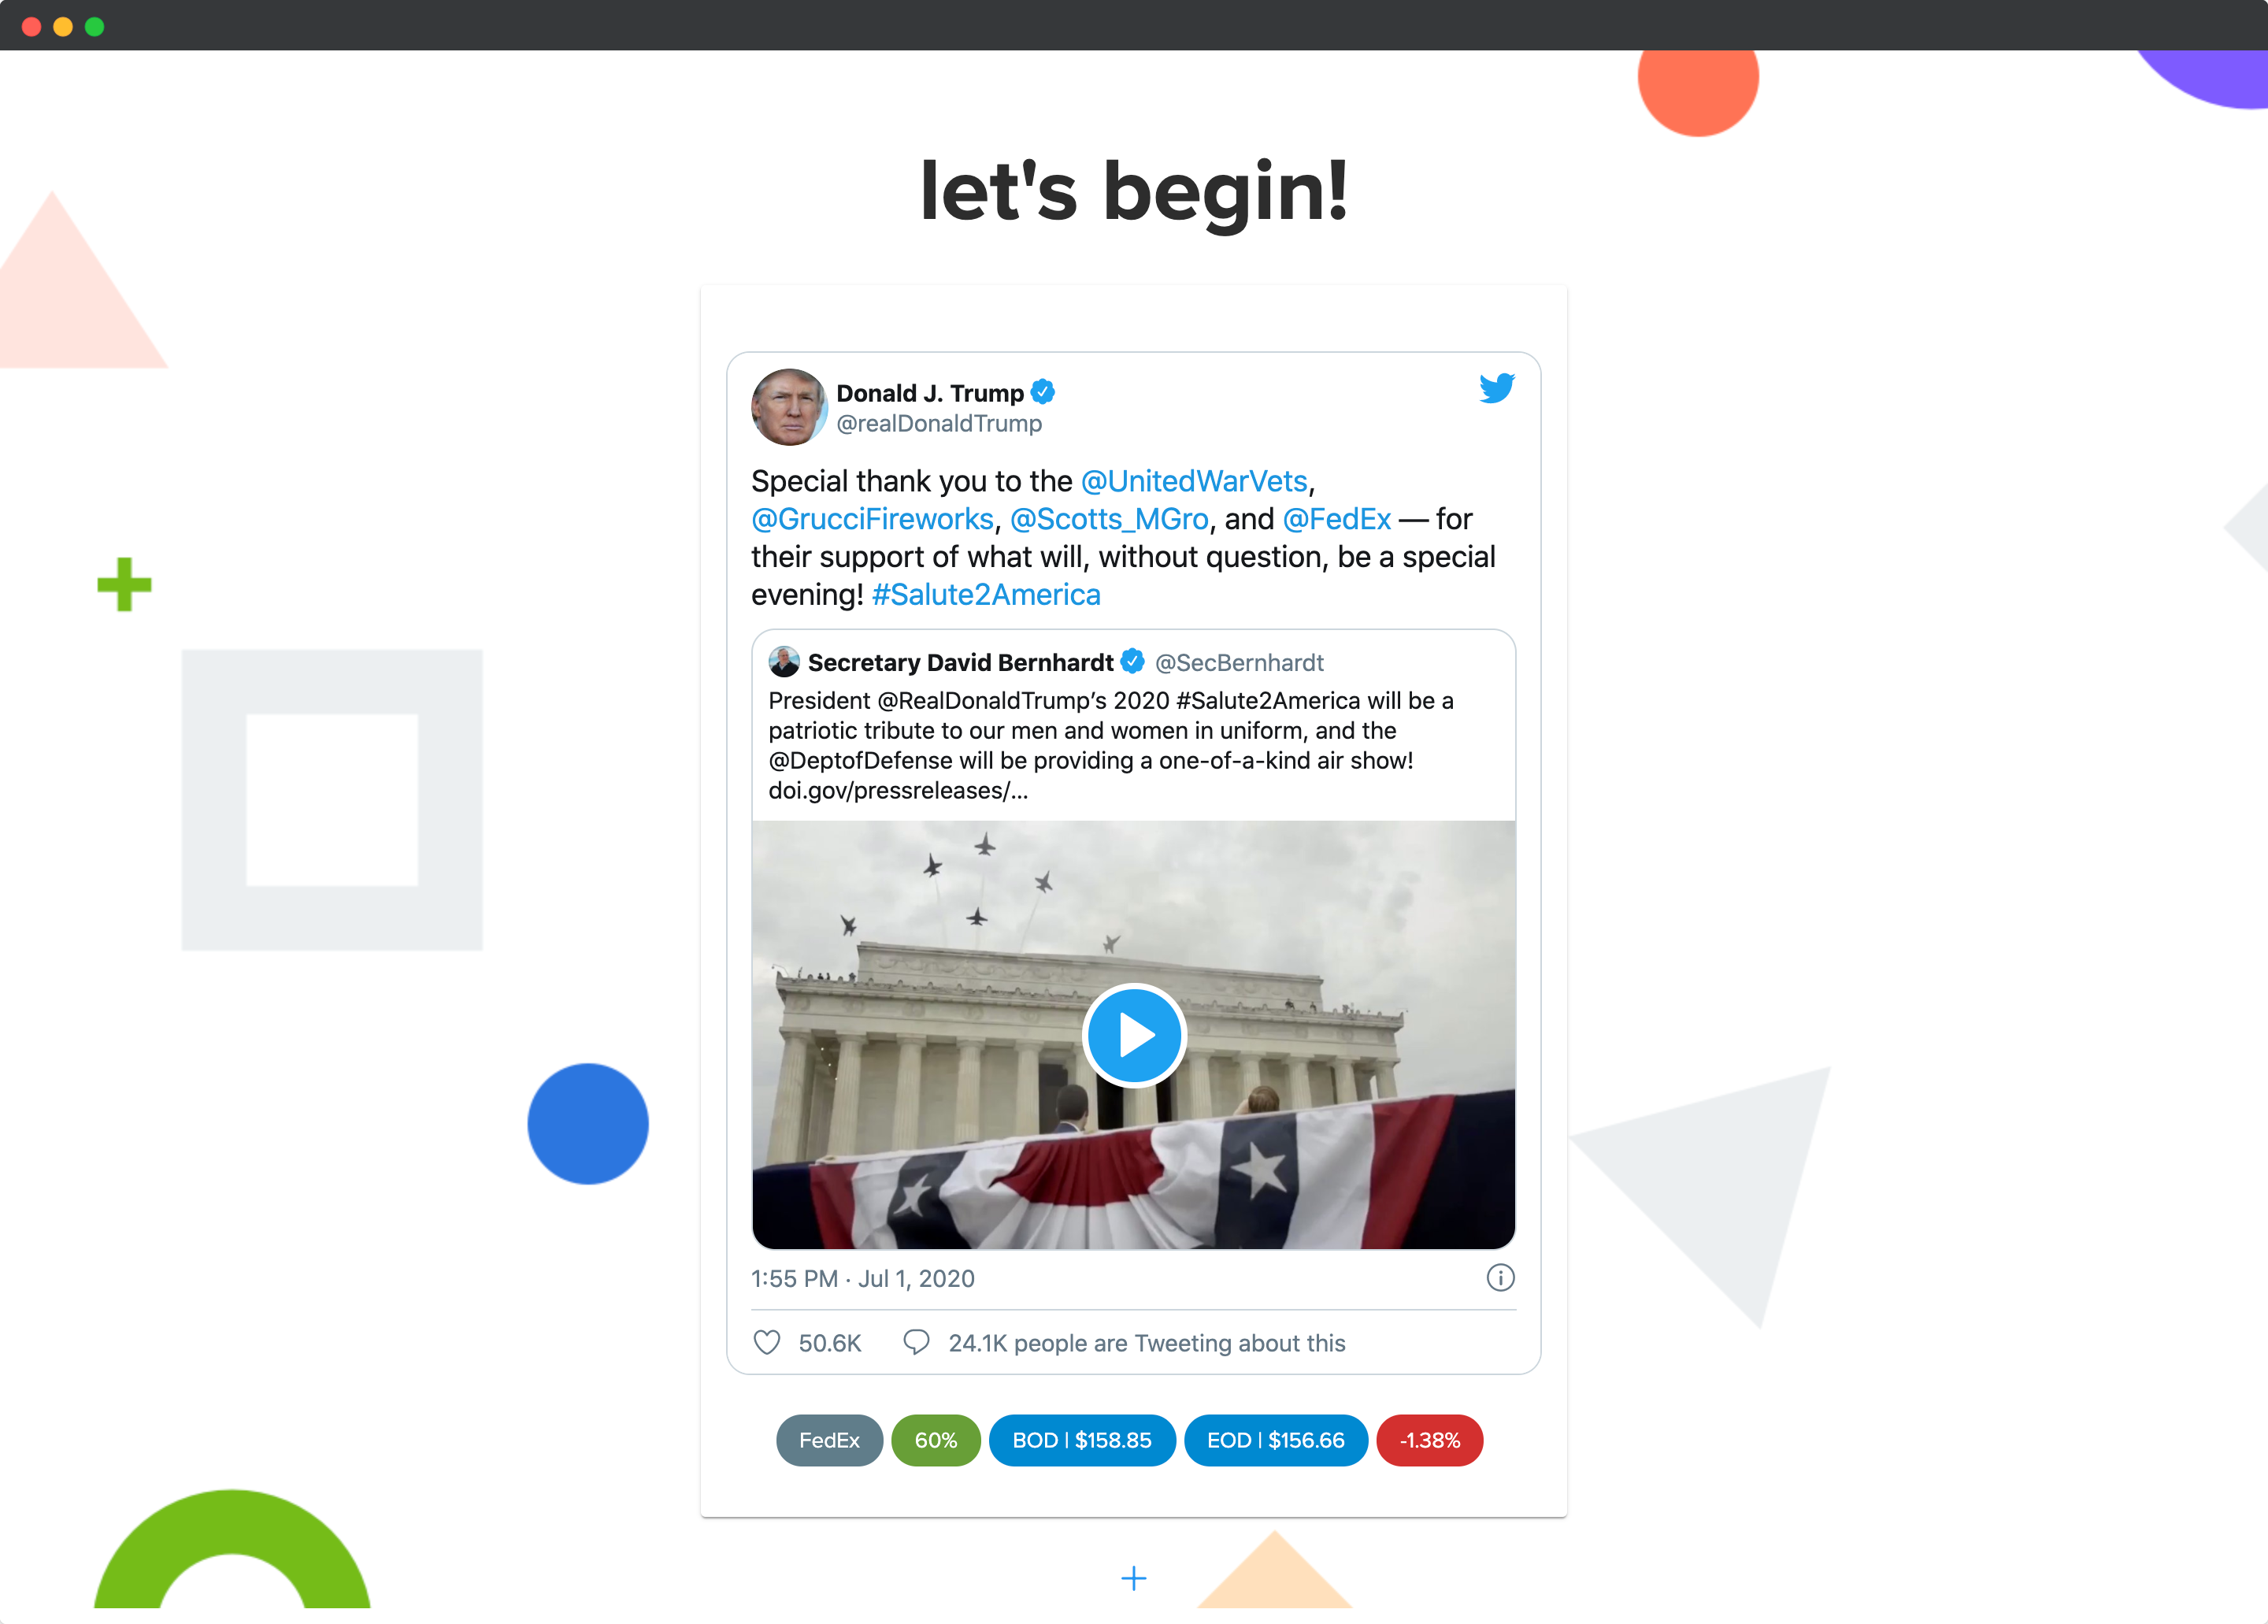 let's begin!
Donald J. Trump
@realDonaldTrump
Special thank you to the @UnitedWarVets,
@GrucciFireworks, @Scotts_MGro, and @FedEx — for
their support of what will, without question, be a special
evening! #Salute2America
Secretary David Bernhardt @SecBernhardt
President @RealDonaldTrump’s 2020 #Salute2America will be a
patriotic tribute to our men and women in uniform, and the
@DeptofDefense will be providing a one-of-a-kind air show!
doi.gov/pressreleases/…
1:55 PM · Jul 1, 2020
50.6K 24.1K people are Tweeting about this
FedEx 60% BOD | $158.85 EOD | $156.66 -1.38%